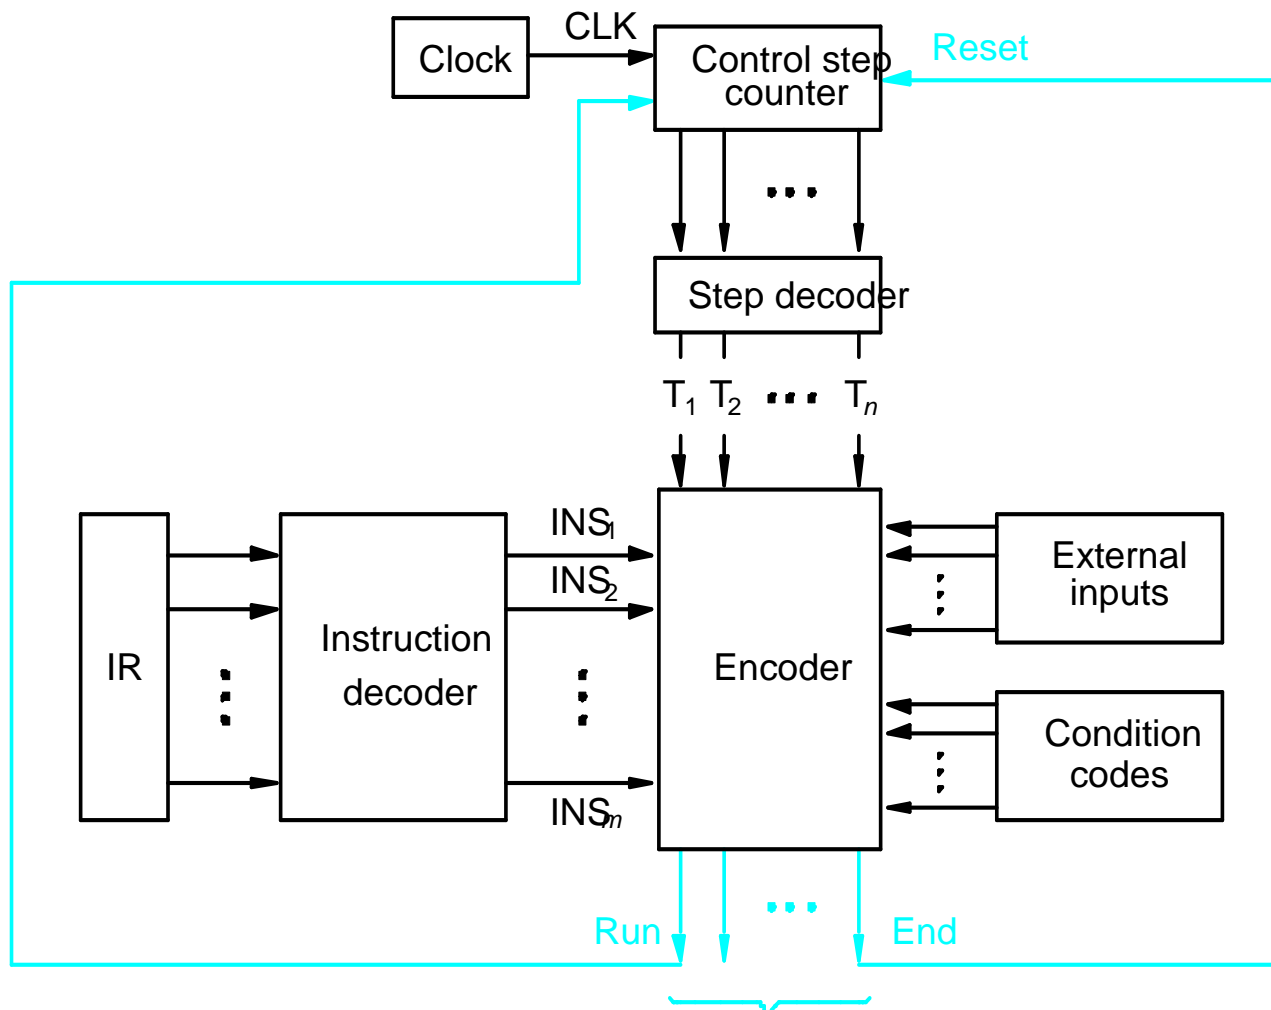 CLK
Clock
Control step
counter
Reset
Step decoder
T1 T2 Tn
INS1
INS2
INSm
IR
Instruction
decoder
Encoder
External
inputs
Condition
codes
Run
End